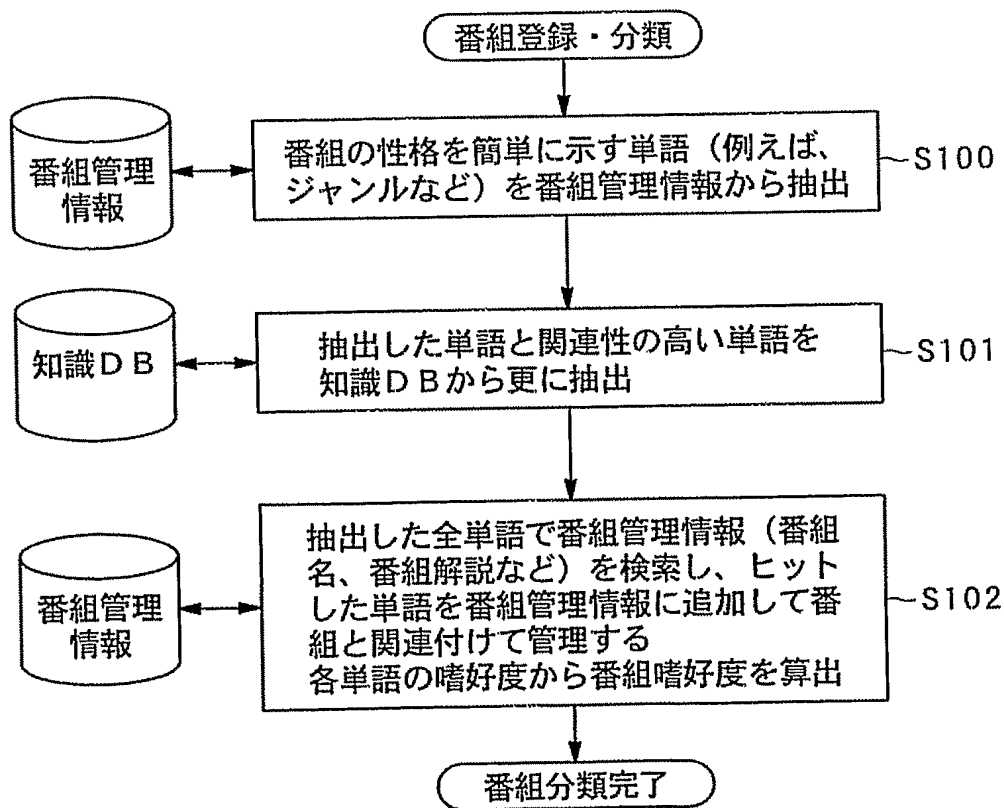 番組登録・分類
番組管理
情報
番組の性格を簡単に示す単語（例えば、
ジャンルなど）を番組管理情報から抽出
S100
知識ＤＢ
抽出した単語と関連性の高い単語を
知識ＤＢから更に抽出
S101
番組管理
情報
抽出した全単語で番組管理情報（番組
名、番組解説など）を検索し、ヒット
した単語を番組管理情報に追加して番
組と関連付けて管理する
各単語の嗜好度から番組嗜好度を算出
S102
番組分類完了